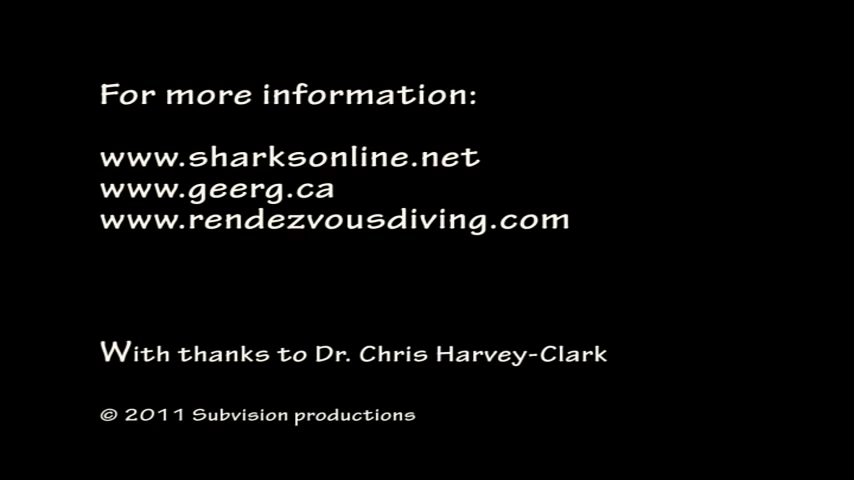 For more information:
www.sharksonline.net
www.geerg.ca
www.rendezvousdiving.com
With thanks to Dr. Chris Harvey-Clark
© 2011 Subvision productions